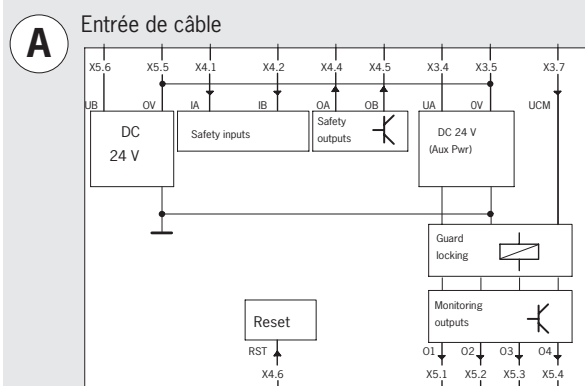 A
Entrée de câble
X5.6 X5.5 X4.1 X4.2 X4.4 X4.5 X3.4 X3.5 X3.7
UB 0V IA IB OA OB UA 0V UCM
DC
24 V
Safety inputs
Safety
outputs
DC 24 V
(Aux Pwr)
Guard
locking
Monitoring
outputs
Reset
RST
X4.6
O1 O2 O3 O4
X5.1 X5.2 X5.3 X5.4